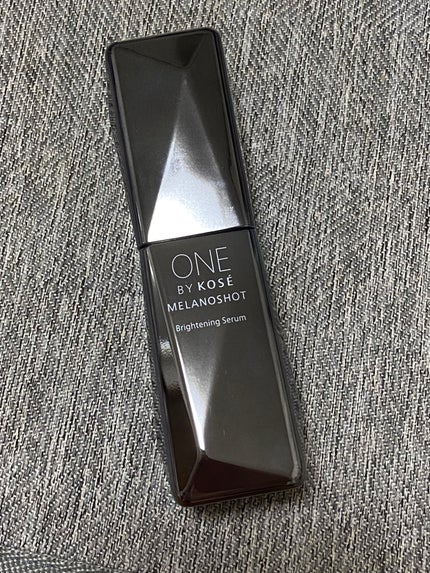 ONE
BY KOSÉ
MELANOSHOT
Brightening Serum